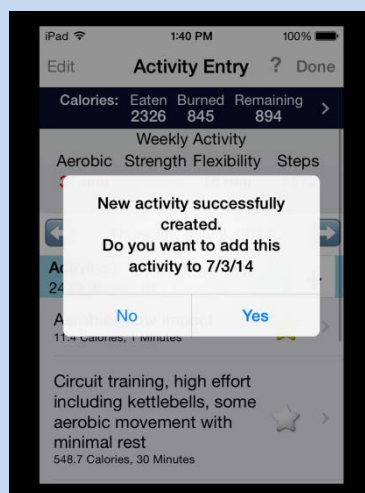 iPad 1:40 PM 100%
Edit Activity Entry ? Done
Calories: Eaten Burned Remaining
2326 845 894
Weekly Activity
Aerobic Strength Flexibility Steps
New activity successfully
created.
Do you want to add this
activity to 7/3/14
No Yes
11.4 Calories, 1 Minutes
Circuit training, high effort
including kettlebells, some
aerobic movement with
minimal rest
548.7 Calories, 30 Minutes